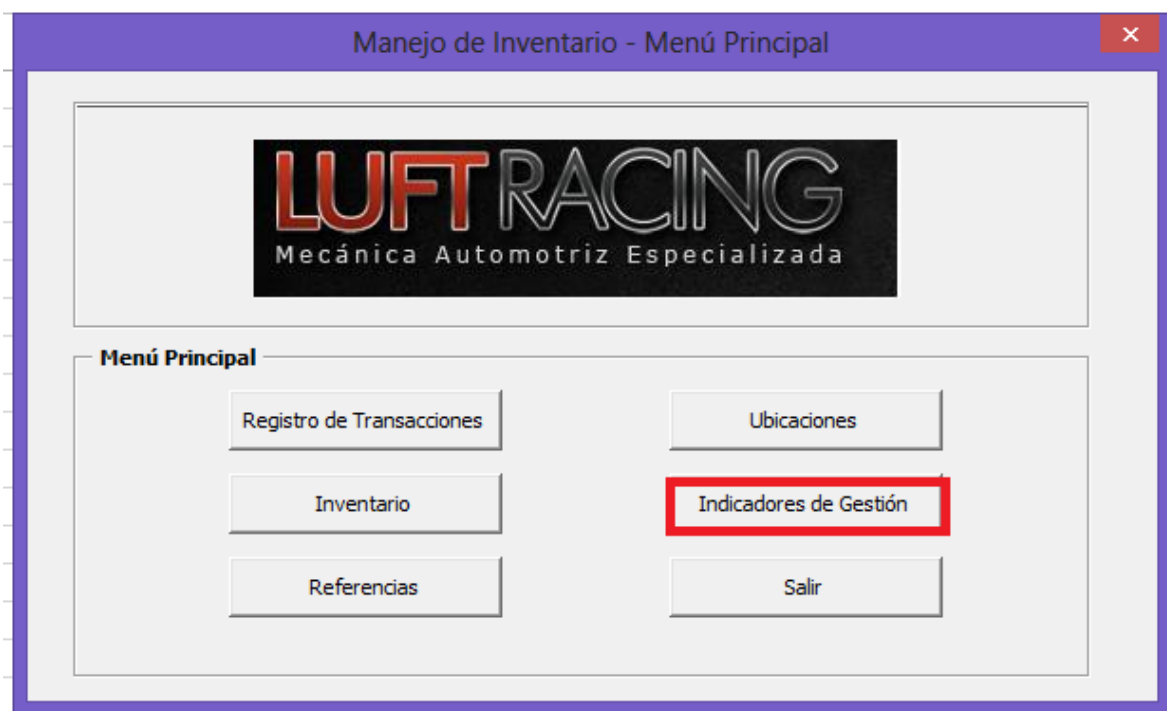 Manejo de Inventario - Menú Principal
LUFT RACING
Mecánica Automotriz Especializada
Menú Principal
Registro de Transacciones
Ubicaciones
Inventario
Indicadores de Gestión
Referencias
Salir